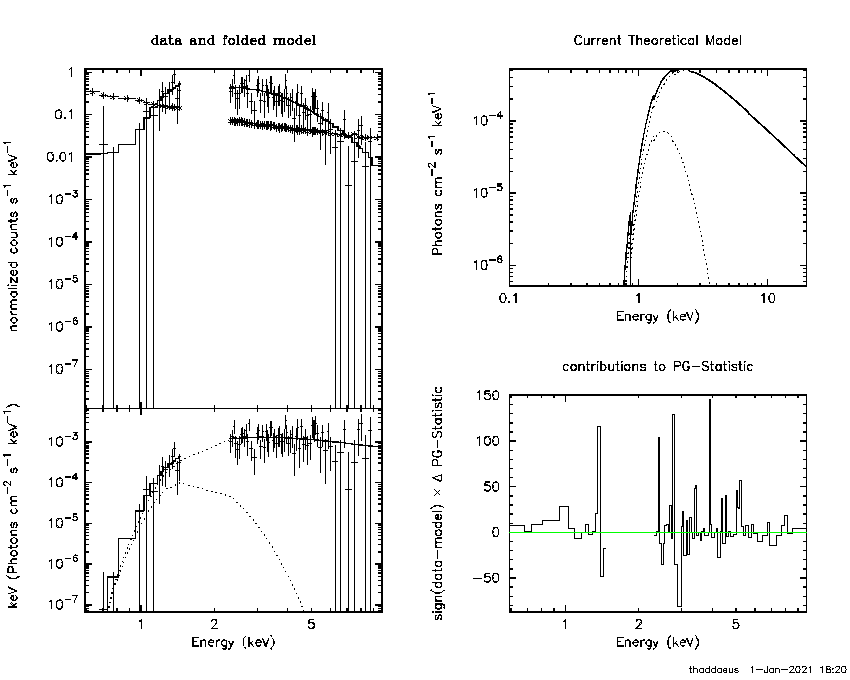 data and folded model
normalized counts s⁻¹ keV⁻¹
1
0.1
0.01
10⁻³
10⁻⁴
10⁻⁵
10⁻⁶
10⁻⁷
keV (Photons cm⁻² s⁻¹ keV⁻¹)
10⁻³
10⁻⁴
10⁻⁵
10⁻⁶
10⁻⁷
1 2 5
Energy (keV)
Current Theoretical Model
Photons cm⁻² s⁻¹ keV⁻¹
10⁻⁴
10⁻⁵
10⁻⁶
0.1 1 10
Energy (keV)
contributions to PG-Statistic
sign(data-model) × Δ PG-Statistic
150
100
50
0
-50
1 2 5
Energy (keV)
thaddaeus 1-Jan-2021 18:20